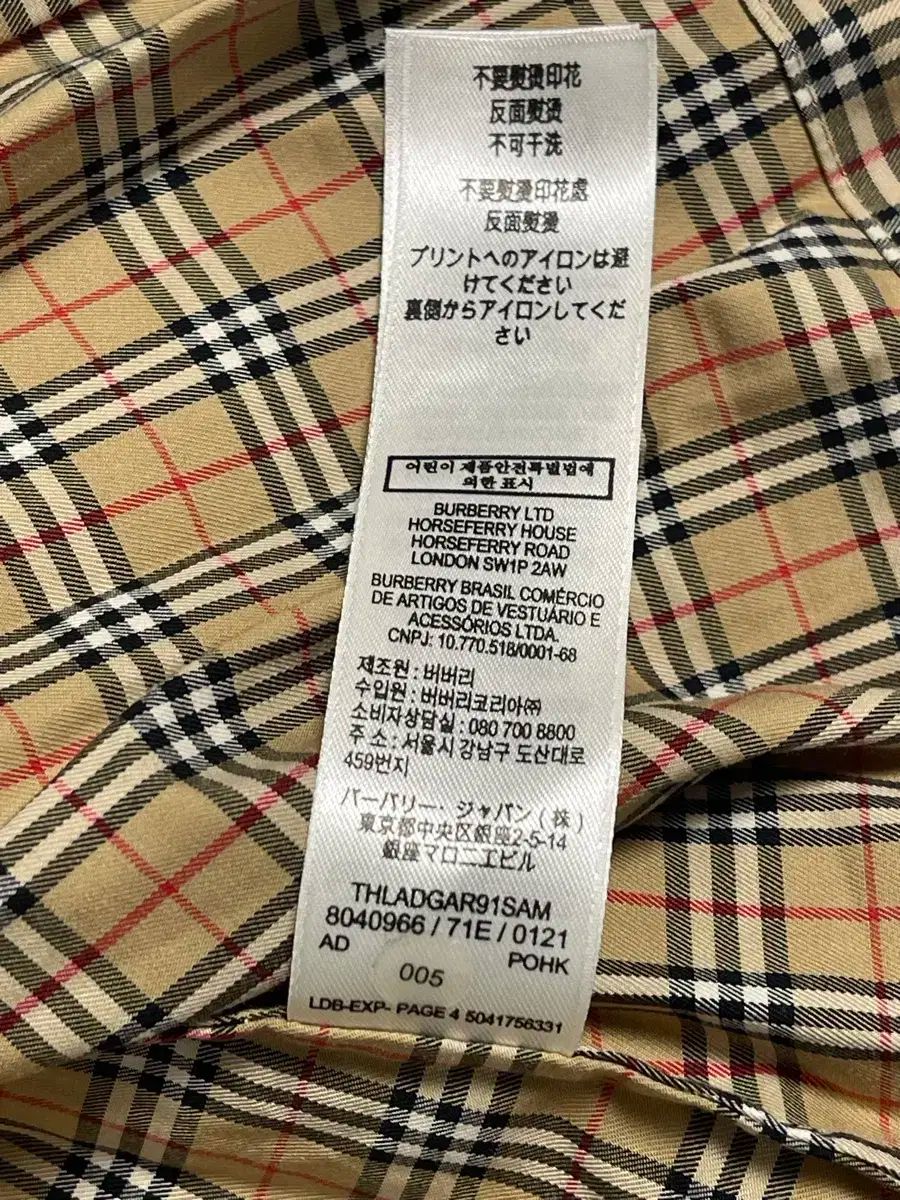 不要熨烫印花
反面熨烫
不可干洗
不要熨燙印花處
反面熨燙
プリントへのアイロンは避
けてください
裏側からアイロンしてくだ
さい
어린이 제품안전특별법에
의한 표시
BURBERRY LTD
HORSEFERRY HOUSE
HORSEFERRY ROAD
LONDON SW1P 2AW
BURBERRY BRASIL COMÉRCIO
DE ARTIGOS DE VESTUÁRIO E
ACESSÓRIOS LTDA.
CNPJ: 10.770.518/0001-68
제조원 : 버버리
수입원 : 버버리코리아㈜
소비자상담실 : 080 700 8800
주 소 : 서울시 강남구 도산대로
459번지
バーバリー・ジャパン(株)
東京都中央区銀座2-5-14
銀座マロニエビル
THLADGAR91SAM
8040966 / 71E / 0121
AD POHK
005
LDB-EXP- PAGE 4 5041756331